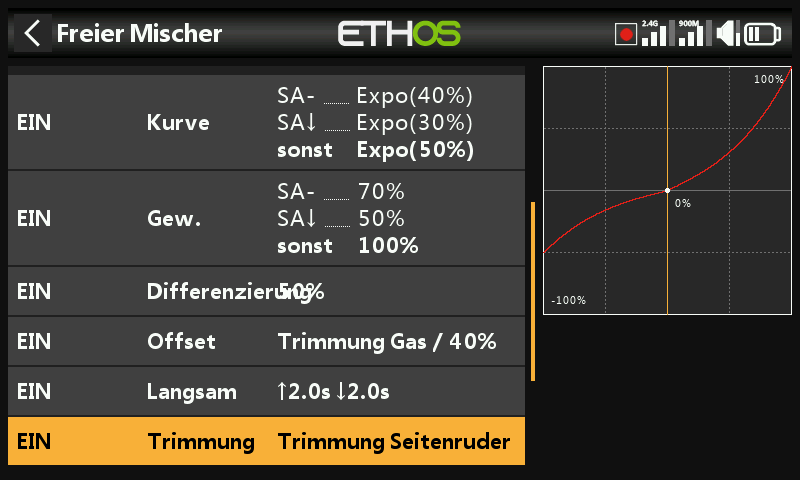 Freier Mischer
ETHOS
2.4G
900M
EIN Kurve
SA- Expo(40%)
SA↓ Expo(30%)
sonst Expo(50%)
EIN Gew.
SA- 70%
SA↓ 50%
sonst 100%
EIN Differenzierung 50%
EIN Offset Trimmung Gas / 40%
EIN Langsam ↑2.0s ↓2.0s
EIN Trimmung Trimmung Seitenruder
100%
0%
-100%